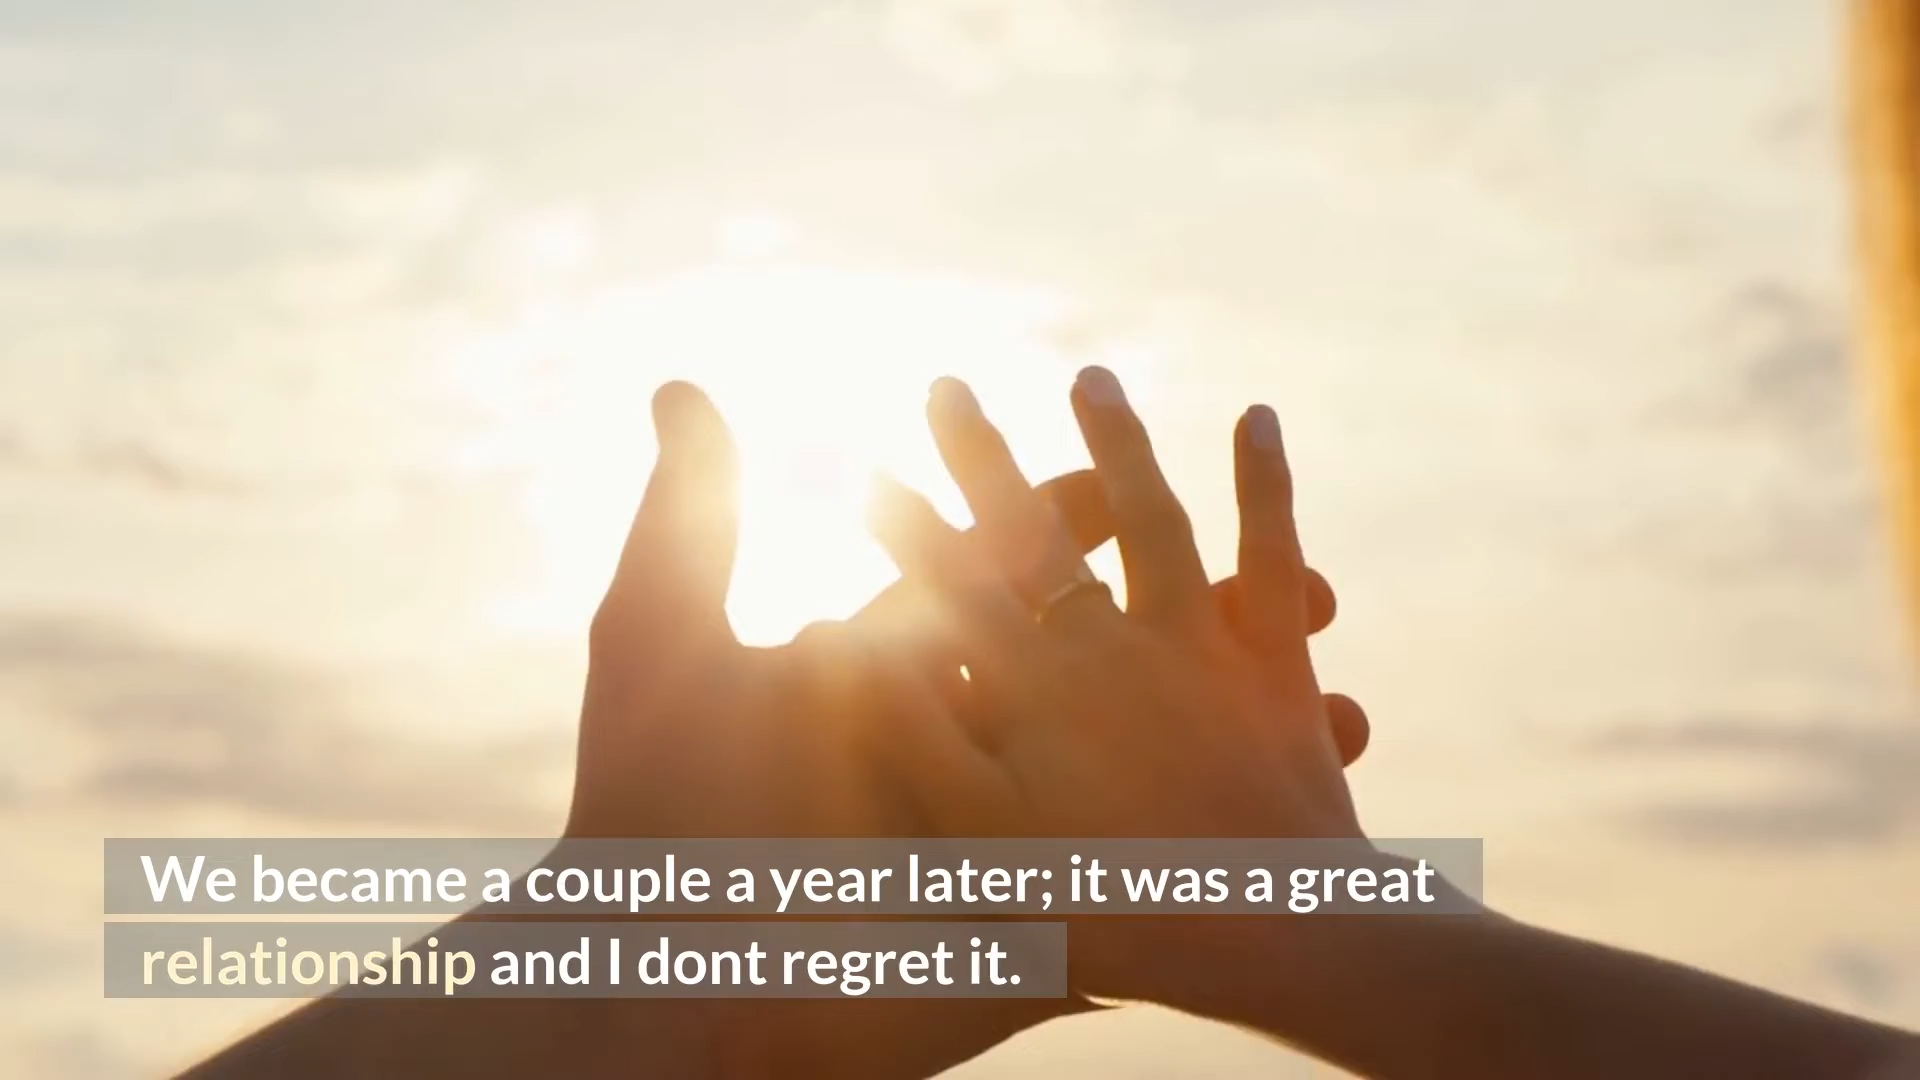 We became a couple a year later; it was a great
relationship and I dont regret it.